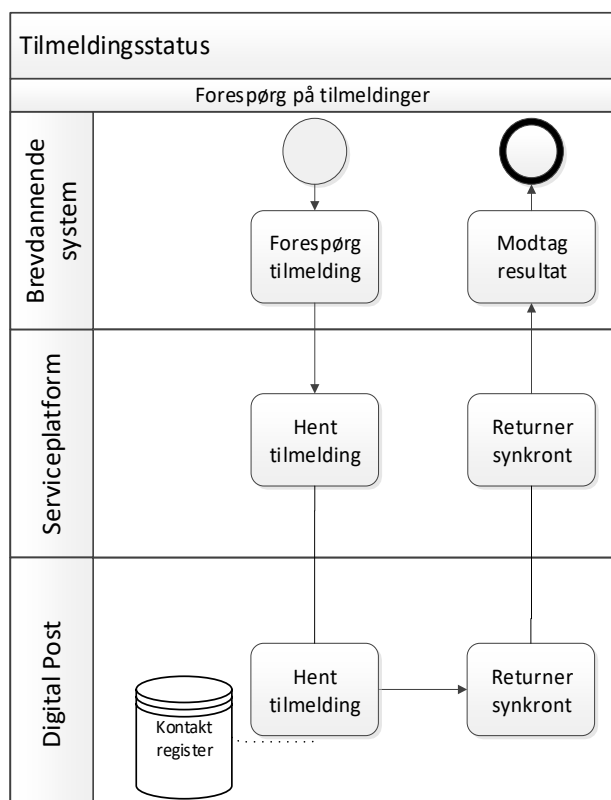 Tilmeldingsstatus
Forespørg på tilmeldinger
Brevdannende
system
Forespørg
tilmelding
Modtag
resultat
Serviceplatform
Hent
tilmelding
Returner
synkront
Digital Post
Hent
tilmelding
Returner
synkront
Kontakt
register